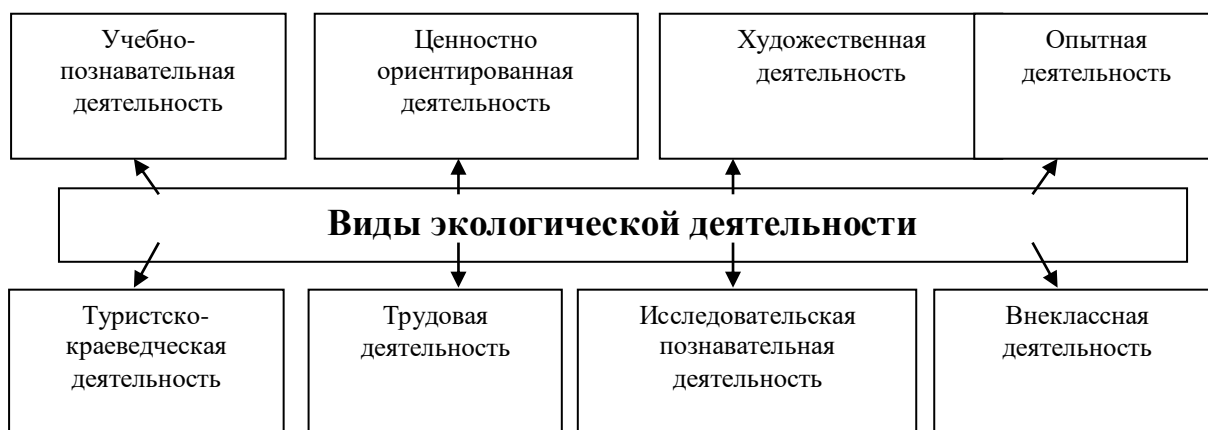 Учебно-
познавательная
деятельность
Ценностно
ориентированная
деятельность
Художественная
деятельность
Опытная
деятельность
Виды экологической деятельности
Туристско-
краеведческая
деятельность
Трудовая
деятельность
Исследовательская
познавательная
деятельность
Внеклассная
деятельность